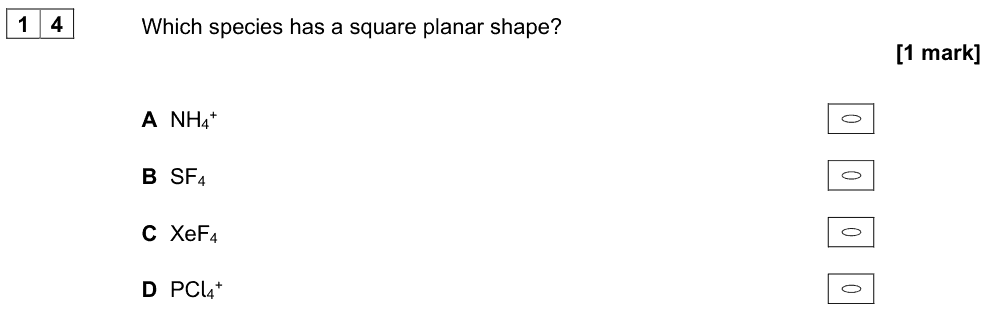 1 4 Which species has a square planar shape?
[1 mark]
A NH₄⁺
B SF₄
C XeF₄
D PCl₄⁺